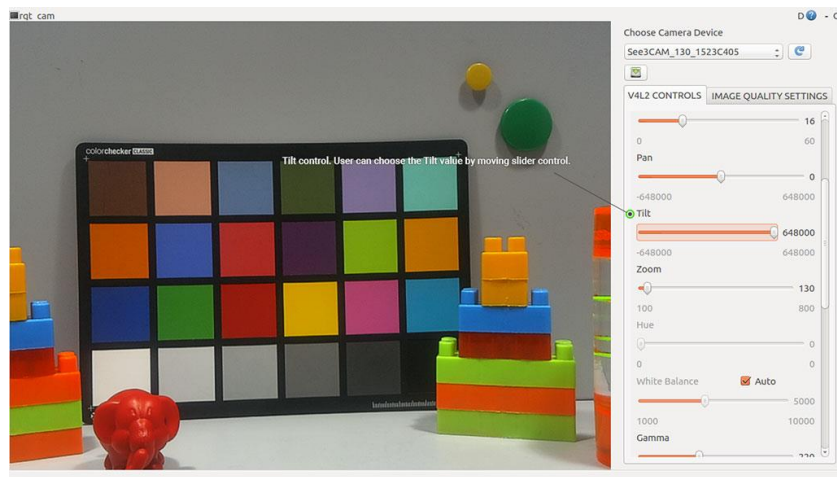 rqt_cam
D
Choose Camera Device
See3CAM_130_1523C405
V4L2 CONTROLS
IMAGE QUALITY SETTINGS
16
0 60
Pan
0
-648000 648000
Tilt
648000
-648000 648000
Zoom
130
100 800
Hue
0
0 0
White Balance Auto
5000
1000 10000
Gamma
220
colorchecker CLASSIC
Tilt control. User can choose the Tilt value by moving slider control.